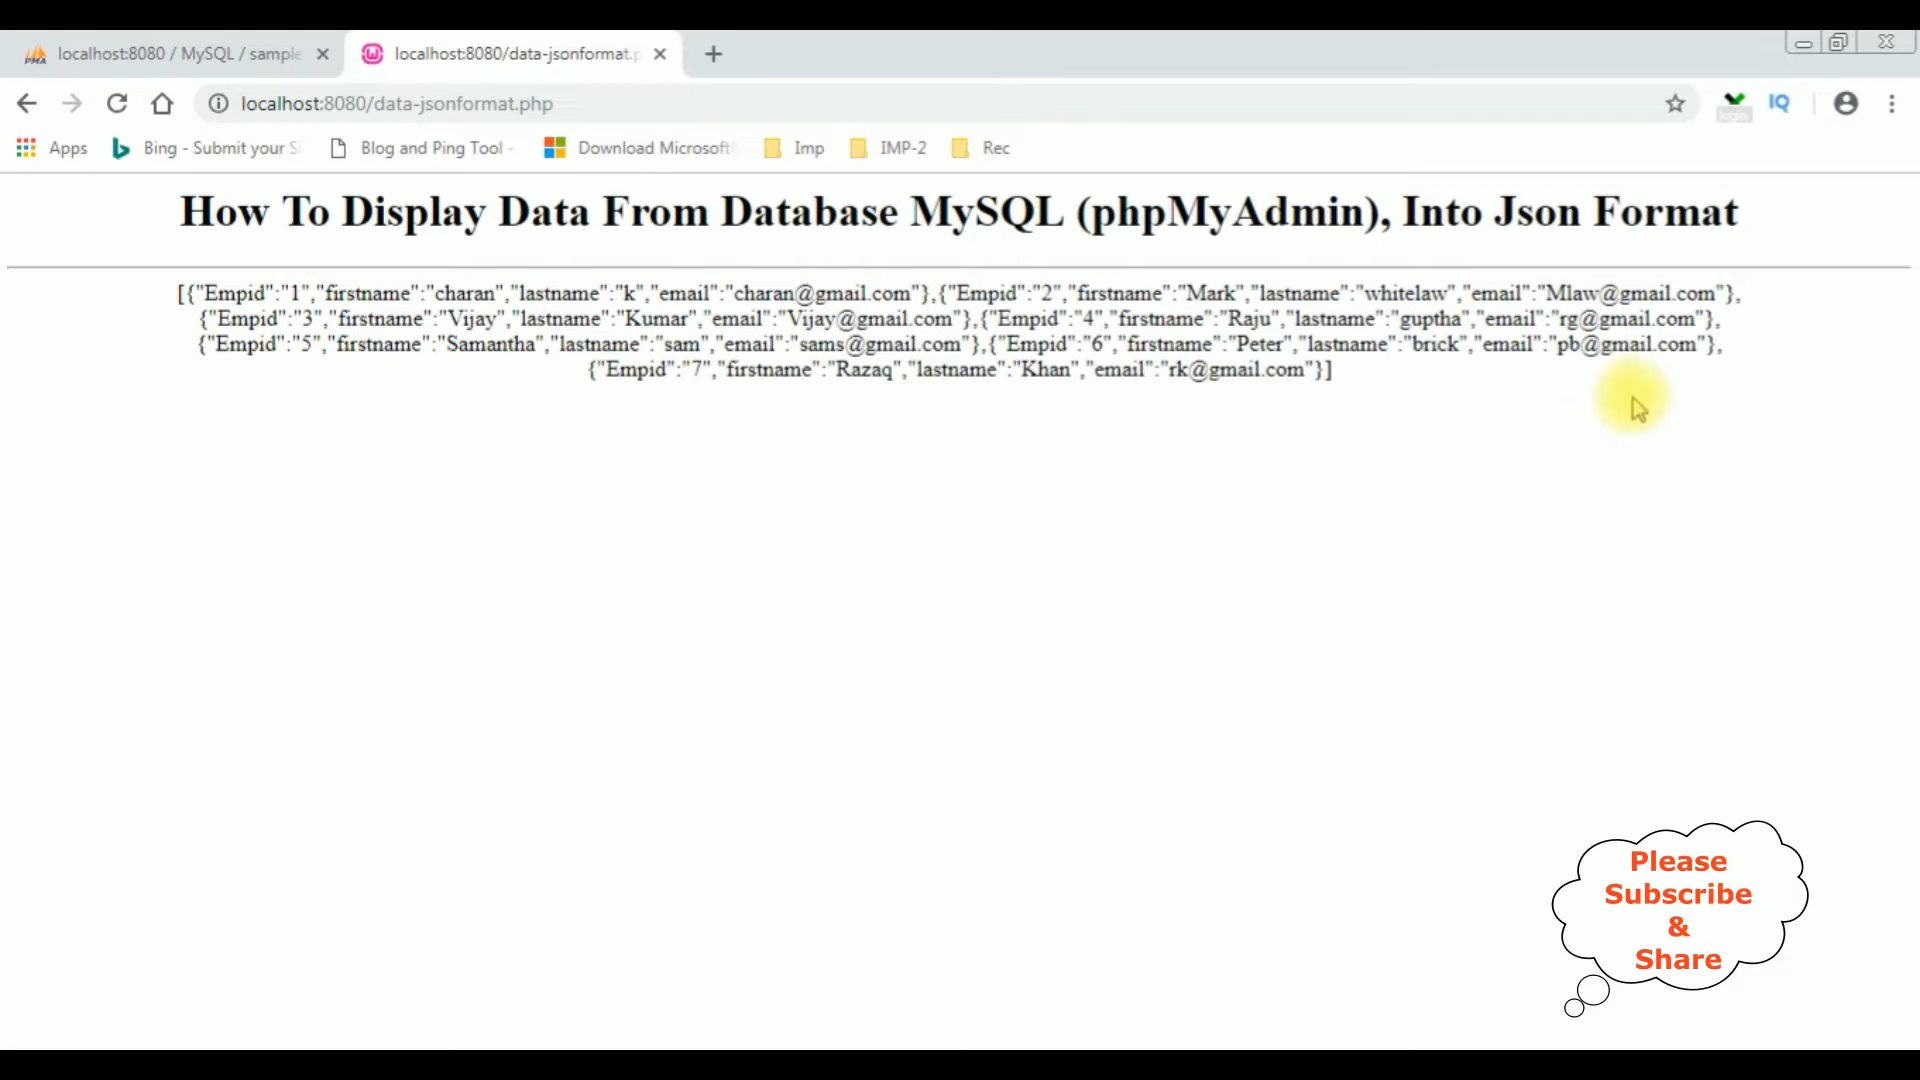 localhost:8080 / MySQL / sample
localhost:8080/data-jsonformat.p
localhost:8080/data-jsonformat.php
IQ
Apps
Bing - Submit your Si
Blog and Ping Tool -
Download Microsoft
Imp
IMP-2
Rec
How To Display Data From Database MySQL (phpMyAdmin), Into Json Format
[{"Empid":"1","firstname":"charan","lastname":"k","email":"charan@gmail.com"},{"Empid":"2","firstname":"Mark","lastname":"whitelaw","email":"Mlaw@gmail.com"},
{"Empid":"3","firstname":"Vijay","lastname":"Kumar","email":"Vijay@gmail.com"},{"Empid":"4","firstname":"Raju","lastname":"guptha","email":"rg@gmail.com"},
{"Empid":"5","firstname":"Samantha","lastname":"sam","email":"sams@gmail.com"},{"Empid":"6","firstname":"Peter","lastname":"brick","email":"pb@gmail.com"},
{"Empid":"7","firstname":"Razaq","lastname":"Khan","email":"rk@gmail.com"}]
Please
Subscribe
&
Share